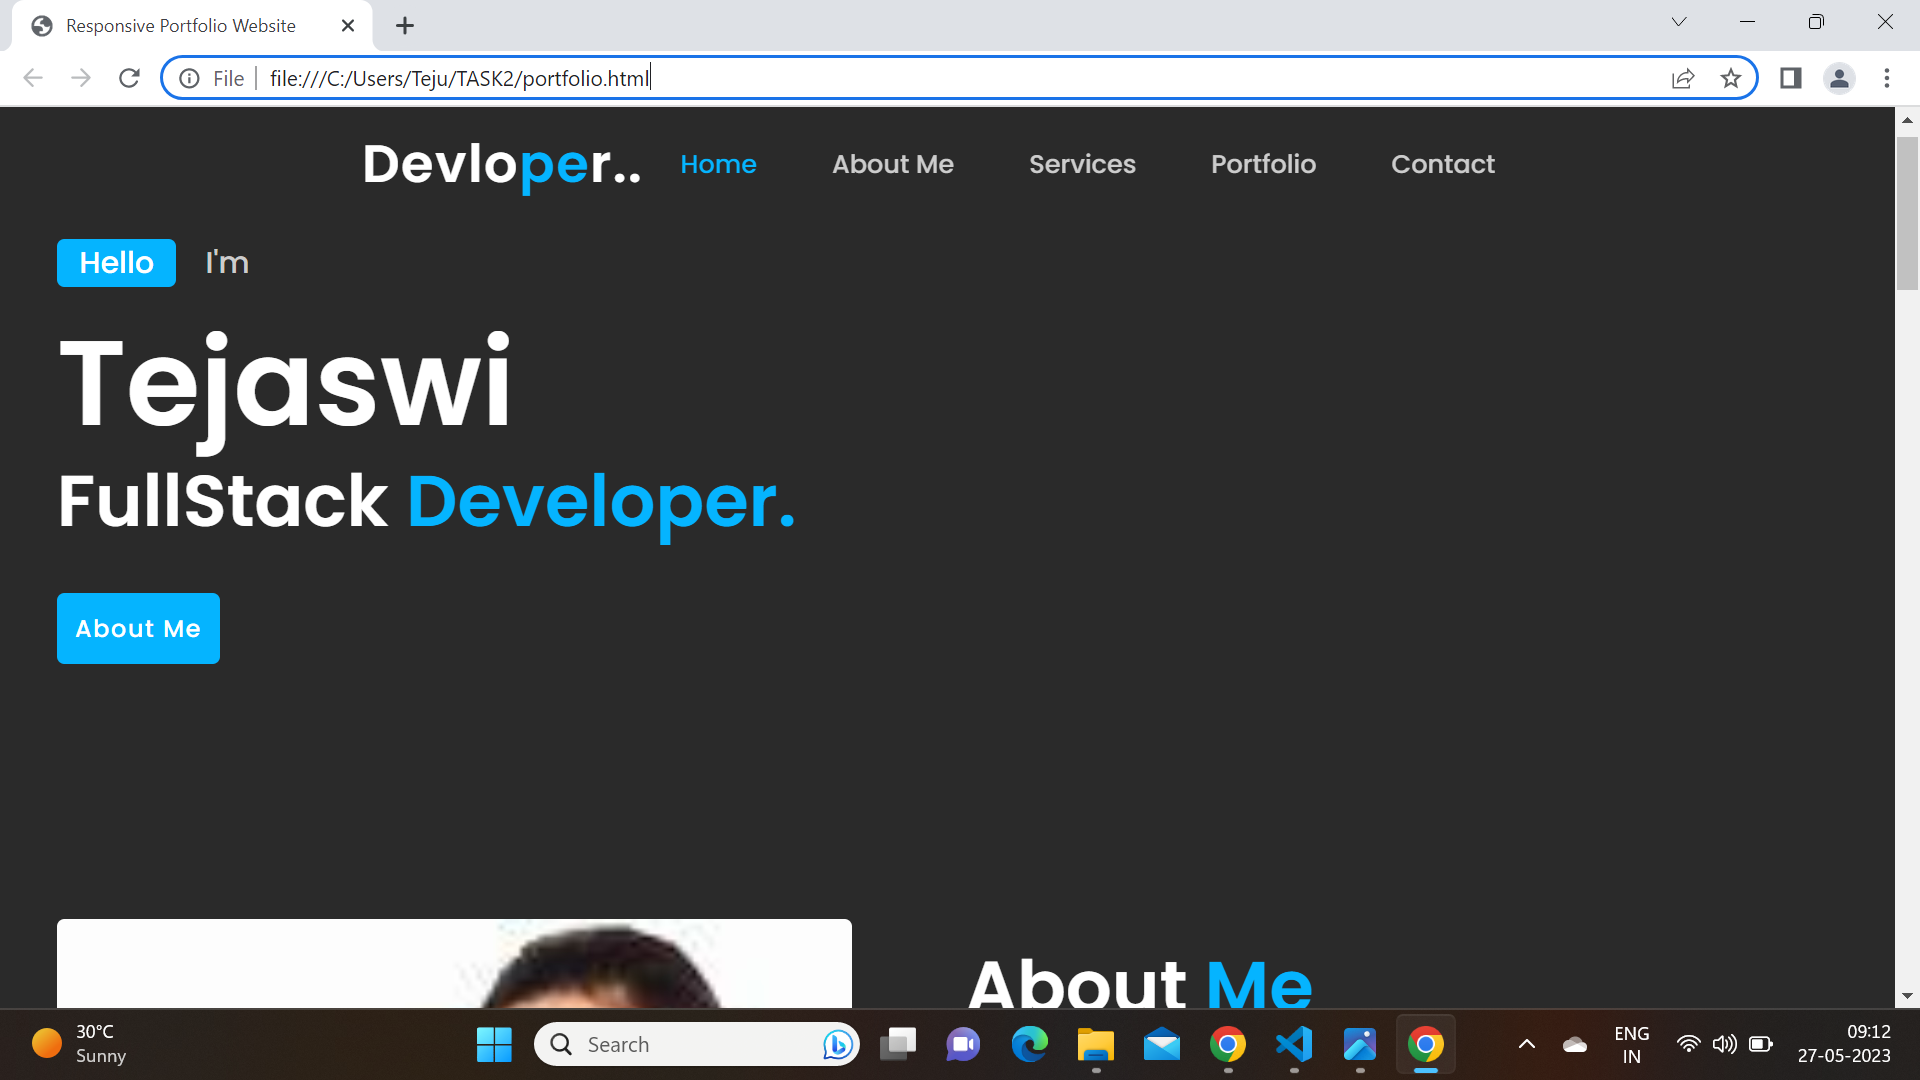 Responsive Portfolio Website
File
file:///C:/Users/Teju/TASK2/portfolio.html
Devloper.. Home About Me Services Portfolio Contact
Hello I'm
Tejaswi
FullStack Developer.
About Me
About Me
30°C
Sunny
Search
ENG
IN
09:12
27-05-2023